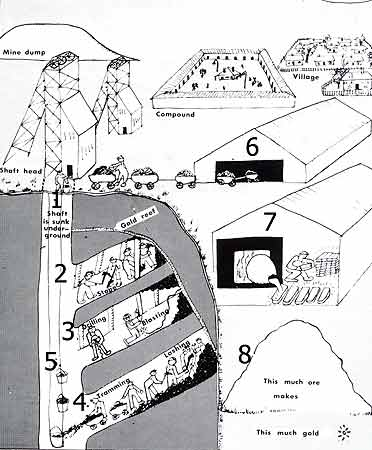 Mine dump
Village
Compound
6
Shaft head
1
Shaft
is sunk
under-
ground
Gold reef
7
2
Stope
3
Drilling
Blasting
5
4
Tramming
Lashing
8
This much ore
makes
This much gold